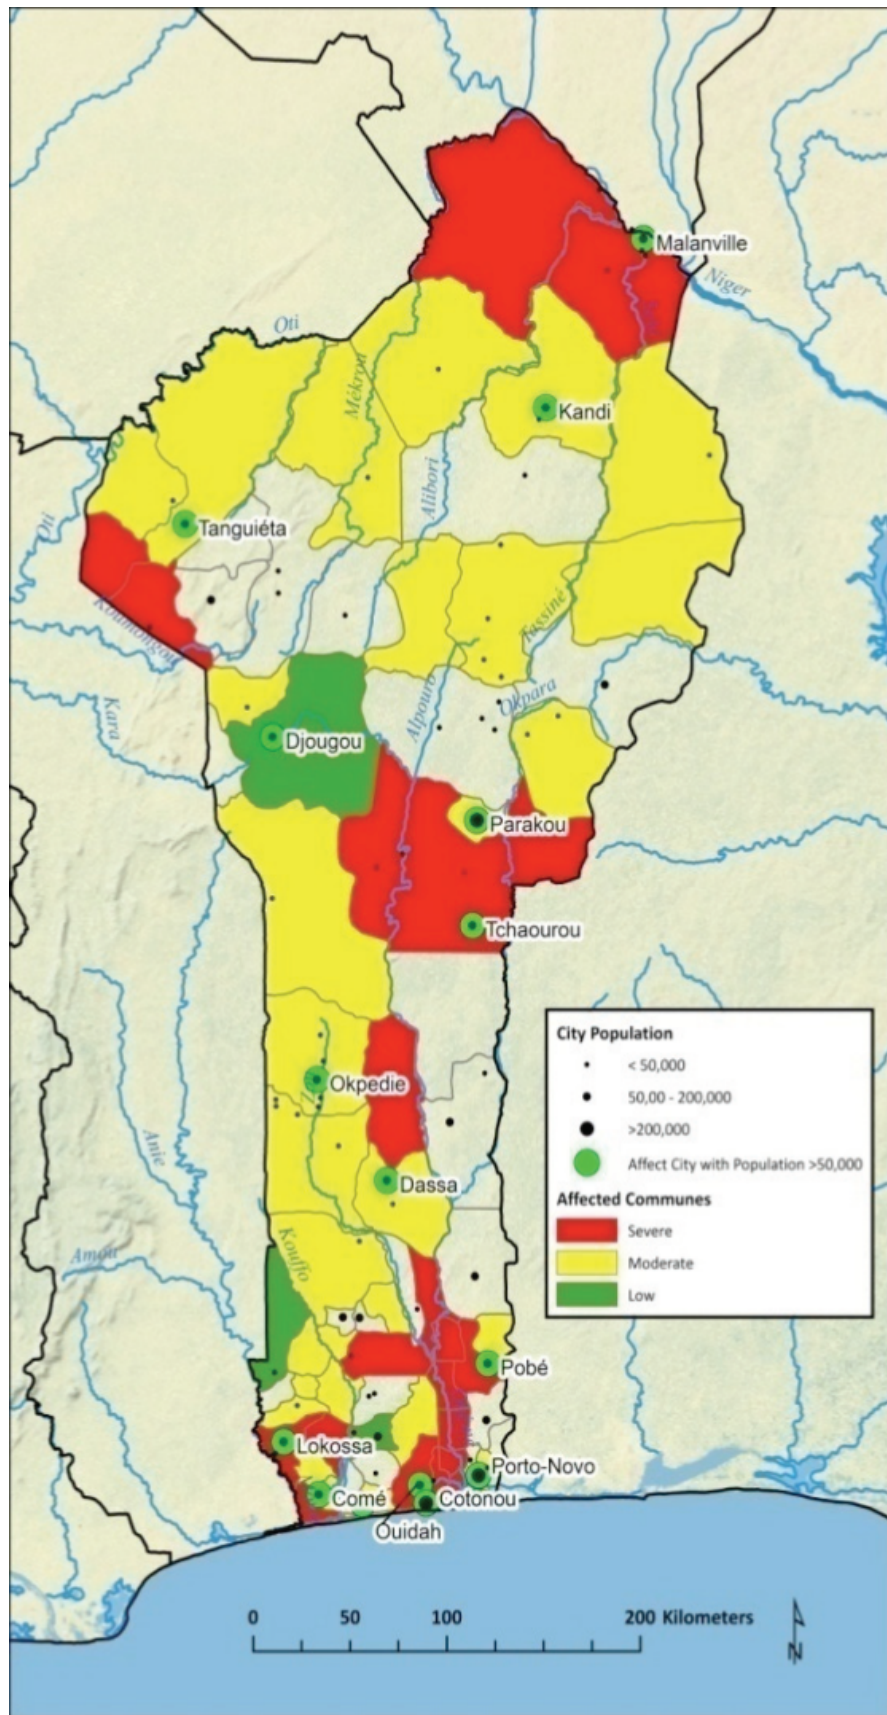 Malanville
Niger
Oti
Mékrou
Kandi
Alibori
Tanguiéta
Oti
Koumongou
Tassiné
Kara
Alpouro
Okpara
Djougou
Parakou
Tchaourou
City Population
< 50,000
50,00 - 200,000
>200,000
Affect City with Population >50,000
Affected Communes
Severe
Moderate
Low
Okpedie
Anie
Dassa
Kouffo
Amou
Pobé
Lokossa
Porto-Novo
Comé
Cotonou
Ouidah
0 50 100 200 Kilometers
N